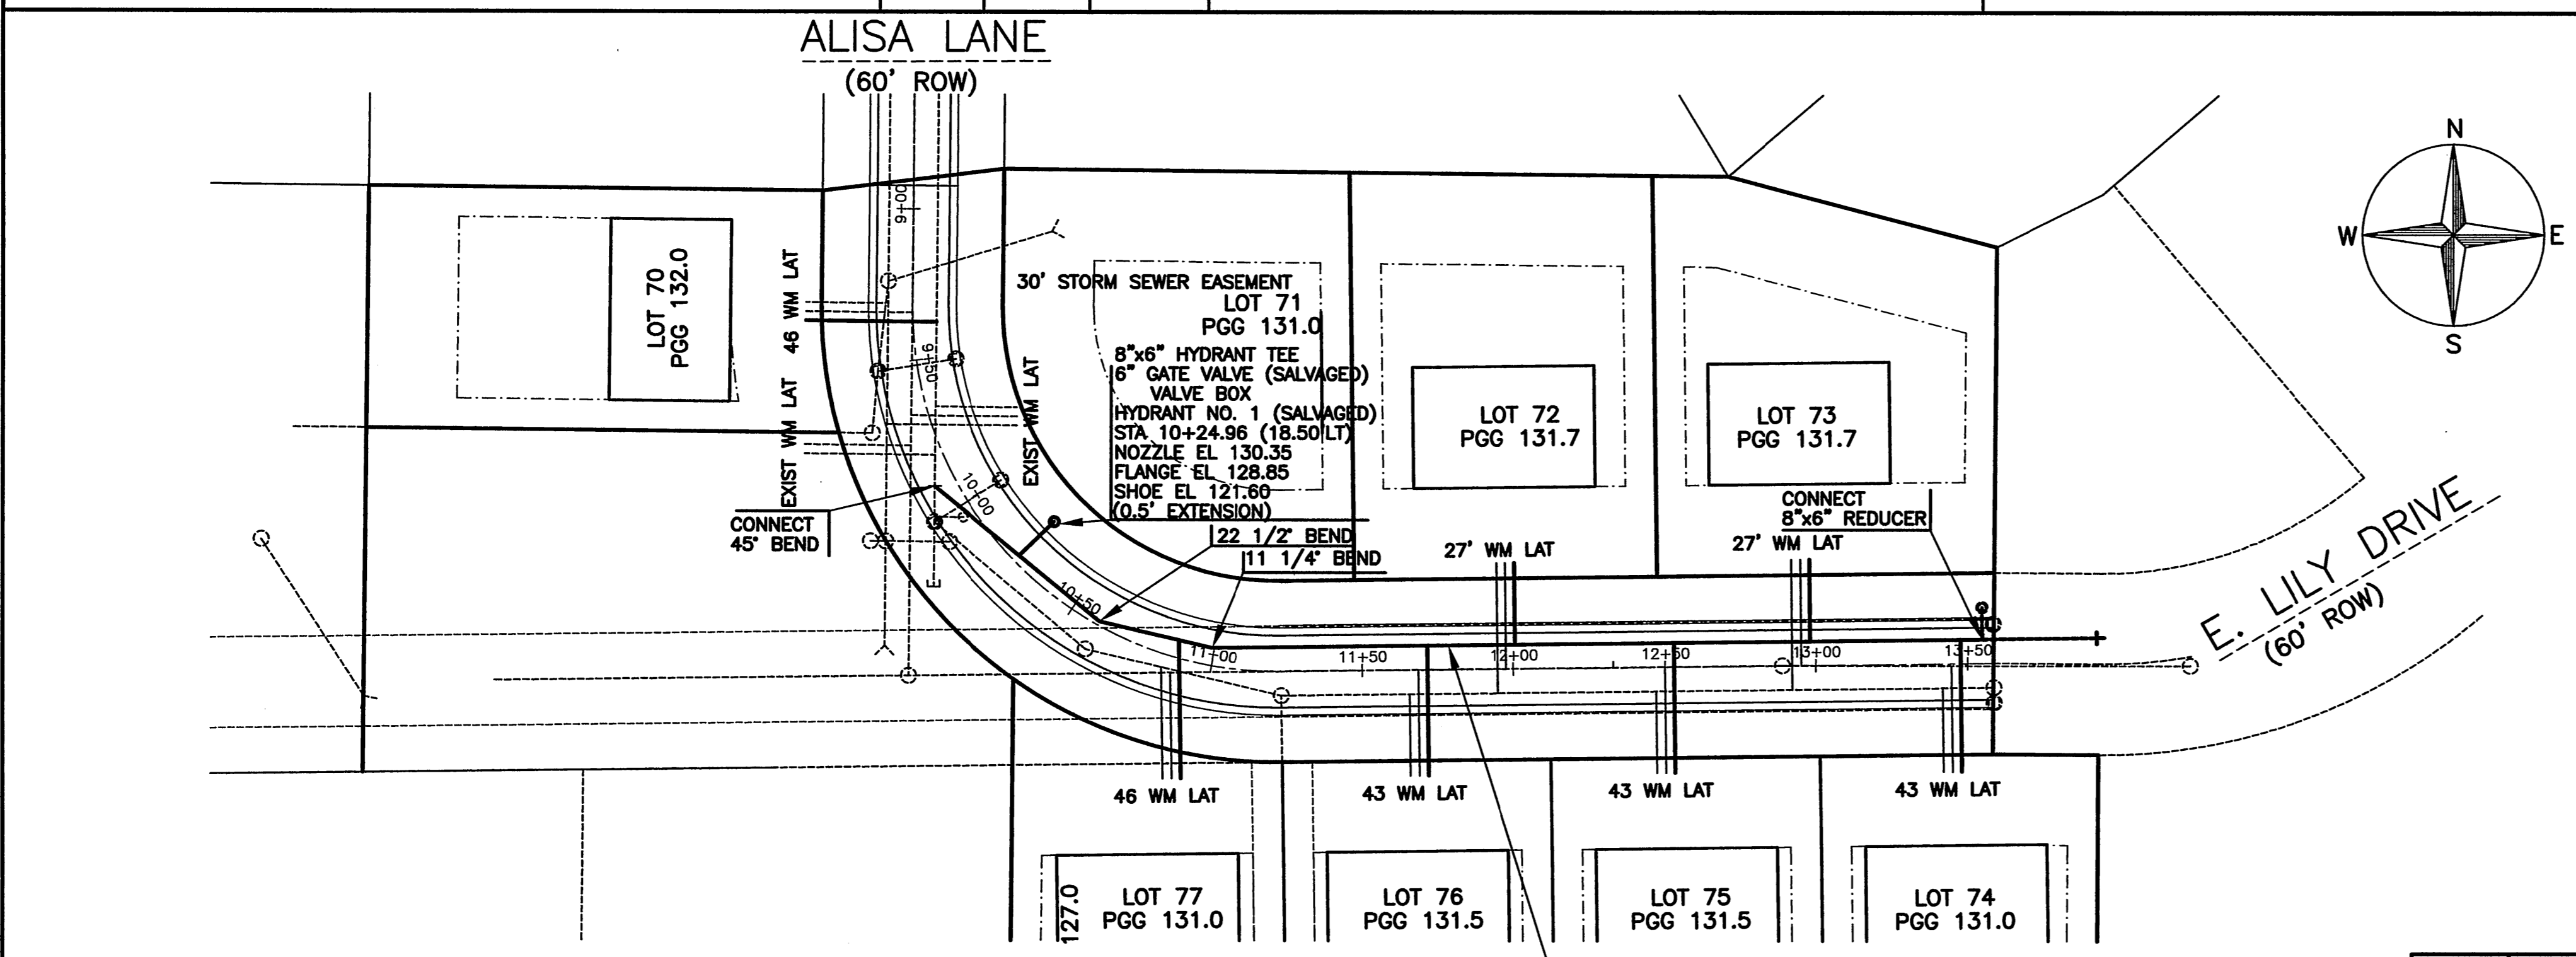 ALISA LANE
(60' ROW)
N
W
E
S
9+00
LOT 70
PGG 132.0
46 WM LAT
30' STORM SEWER EASEMENT
LOT 71
PGG 131.0
9+50
8"x6" HYDRANT TEE
6" GATE VALVE (SALVAGED)
VALVE BOX
HYDRANT NO. 1 (SALVAGED)
STA 10+24.96 (18.50'LT)
NOZZLE EL 130.35
FLANGE EL 128.85
SHOE EL 121.60
(0.5' EXTENSION)
EXIST WM LAT
EXIST WM LAT
LOT 72
PGG 131.7
LOT 73
PGG 131.7
10+00
CONNECT
45° BEND
22 1/2° BEND
11 1/4° BEND
CONNECT
8"x6" REDUCER
27' WM LAT
27' WM LAT
E. LILY DRIVE
(60' ROW)
10+50
11+00
11+50
12+00
12+50
13+00
13+50
46 WM LAT
43 WM LAT
43 WM LAT
43 WM LAT
127.0
LOT 77
PGG 131.0
LOT 76
PGG 131.5
LOT 75
PGG 131.5
LOT 74
PGG 131.0